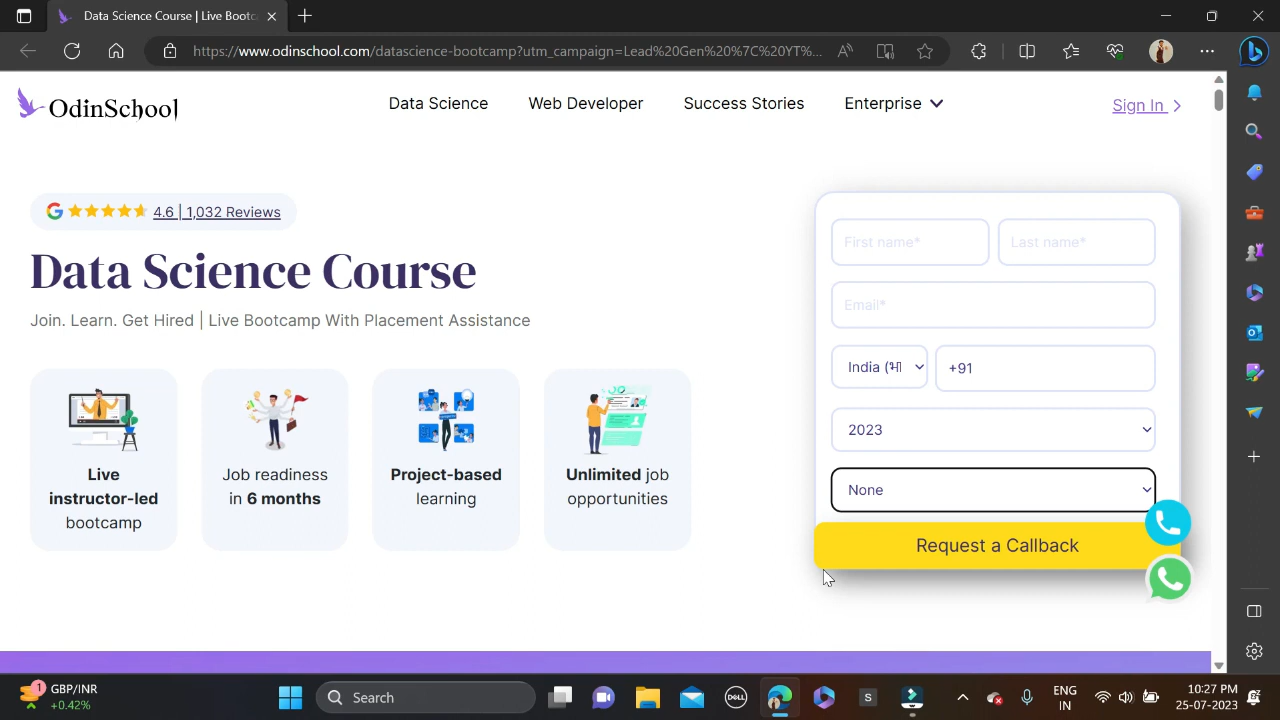 Data Science Course | Live Bootc
https://www.odinschool.com/datascience-bootcamp?utm_campaign=Lead%20Gen%20%7C%20YT%...
OdinSchool
Data Science
Web Developer
Success Stories
Enterprise
Sign In
4.6 | 1,032 Reviews
Data Science Course
Join. Learn. Get Hired | Live Bootcamp With Placement Assistance
Live
instructor-led
bootcamp
Job readiness
in 6 months
Project-based
learning
Unlimited job
opportunities
First name*
Last name*
Email*
India (भा
+91
2023
None
Request a Callback
1
GBP/INR
+0.42%
Search
DELL
S
ENG
IN
10:27 PM
25-07-2023